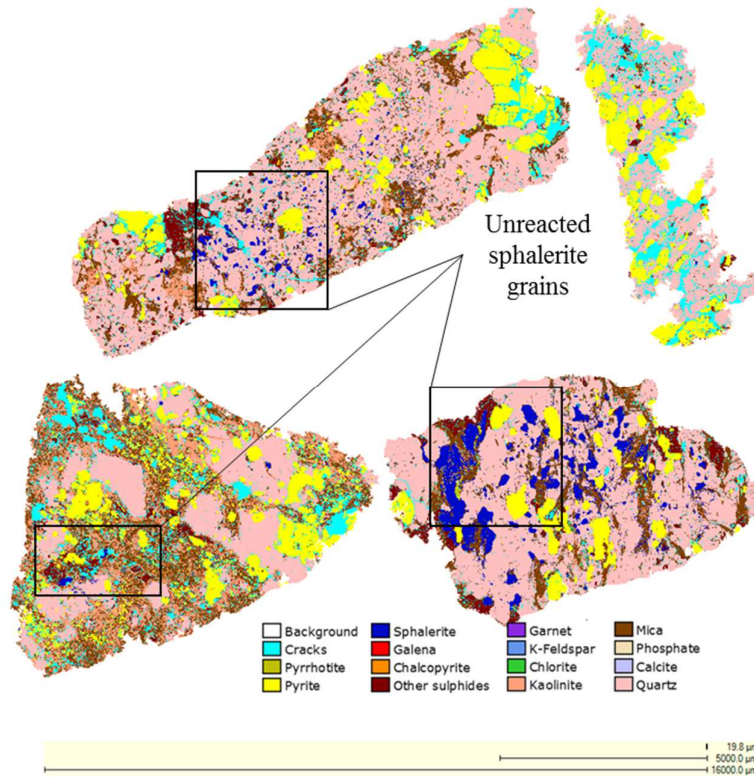 Unreacted
sphalerite
grains
Background Sphalerite Garnet Mica
Cracks Galena K-Feldspar Phosphate
Pyrrhotite Chalcopyrite Chlorite Calcite
Pyrite Other sulphides Kaolinite Quartz
19.8 µm
5000.0 µm
16000.0 µm